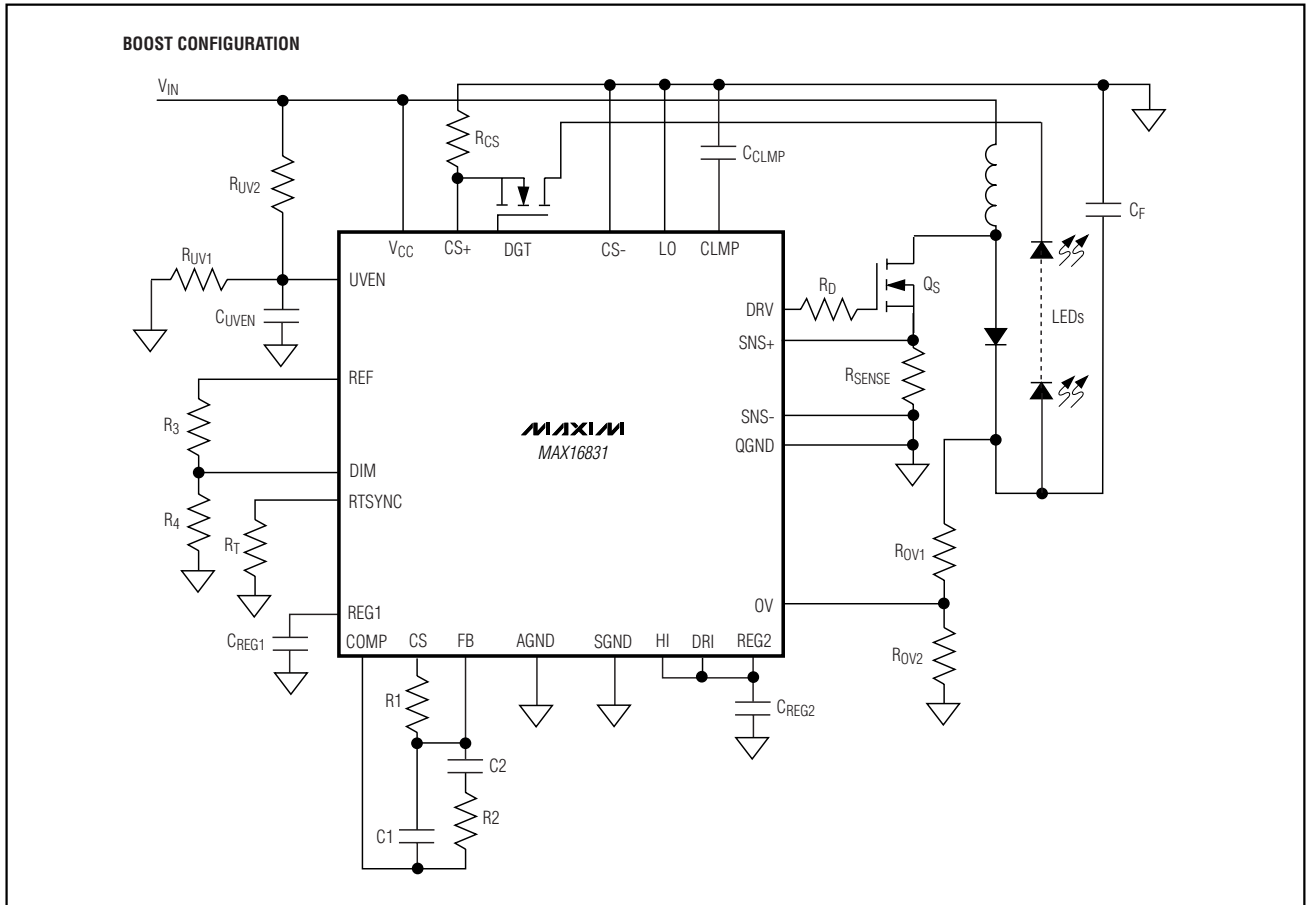 BOOST CONFIGURATION
VIN
RCS
CCLMP
RUV2
CF
VCC
CS+
DGT
CS-
LO
CLMP
RUV1
UVEN
CUVEN
RD
QS
DRV
LEDs
SNS+
RSENSE
REF
R3
SNS-
MAXIM
QGND
MAX16831
DIM
RTSYNC
R4
RT
ROV1
OV
REG1
CREG1
COMP
CS
FB
AGND
SGND
HI
DRI
REG2
ROV2
R1
CREG2
C2
R2
C1